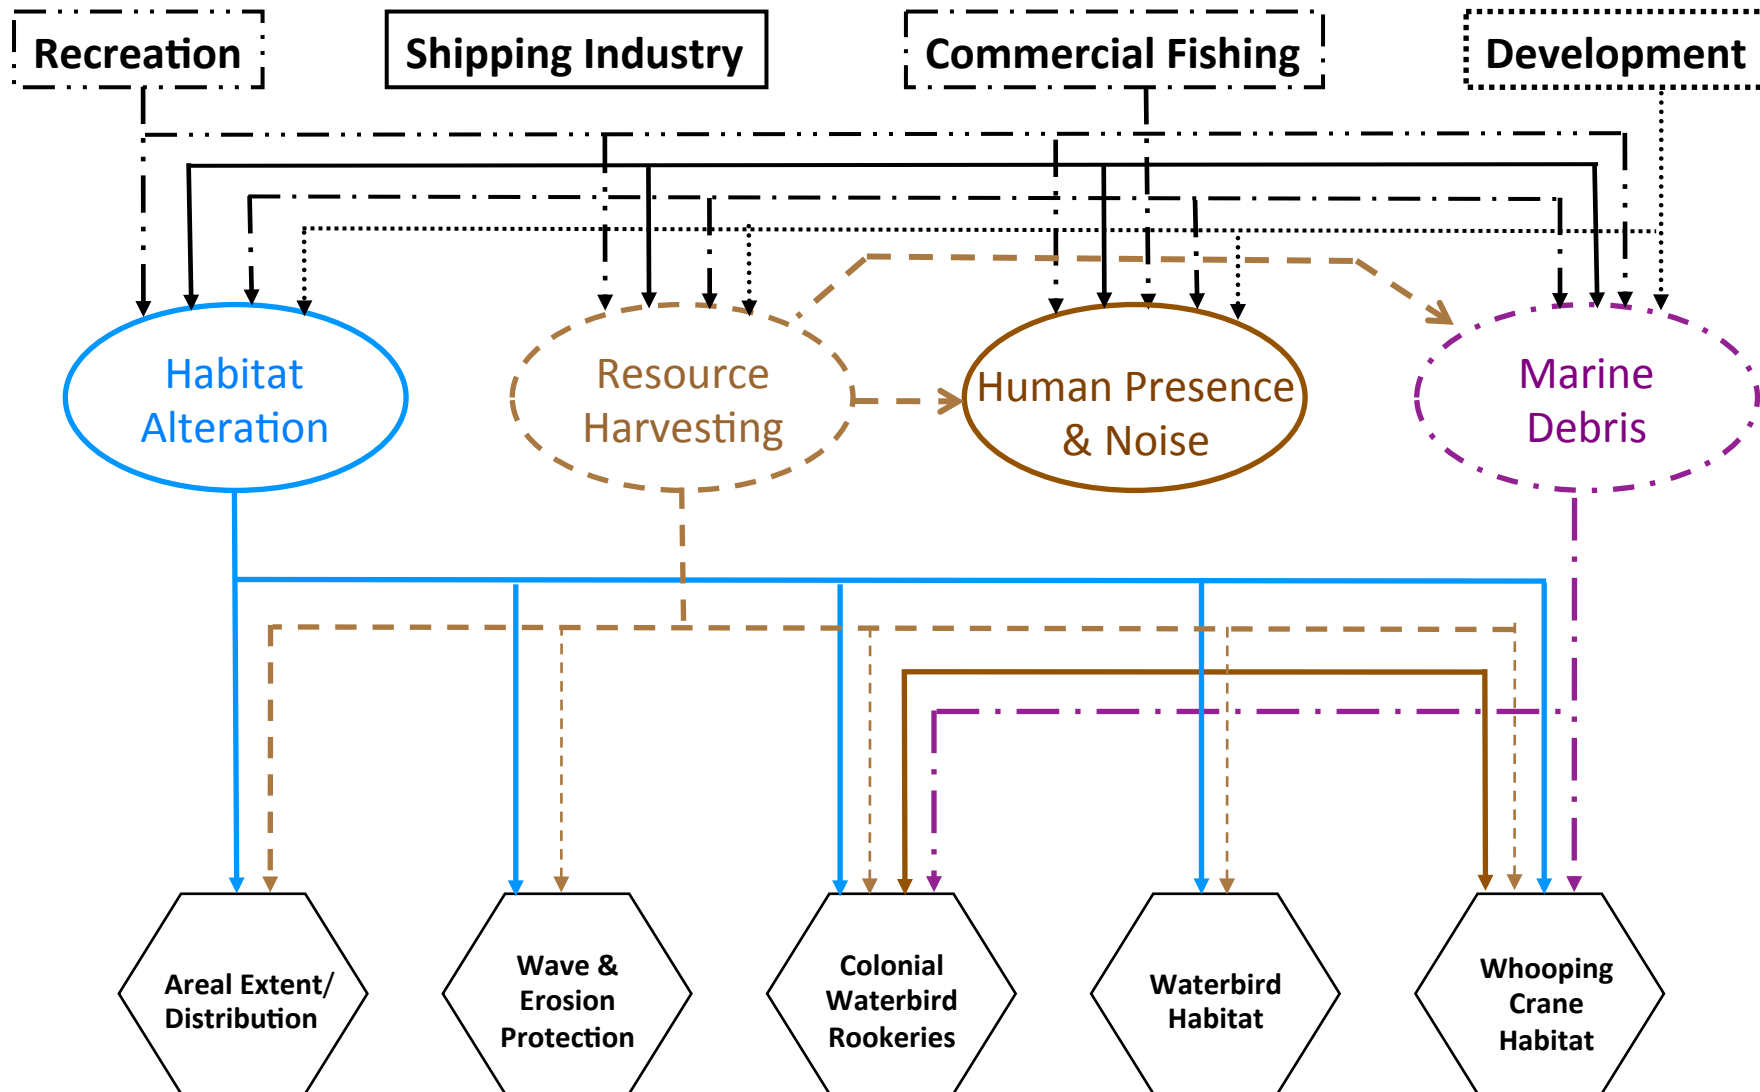 Recreation
Shipping Industry
Commercial Fishing
Development
Habitat
Alteration
Resource
Harvesting
Human Presence
& Noise
Marine
Debris
Areal Extent/
Distribution
Wave &
Erosion
Protection
Colonial
Waterbird
Rookeries
Waterbird
Habitat
Whooping
Crane
Habitat